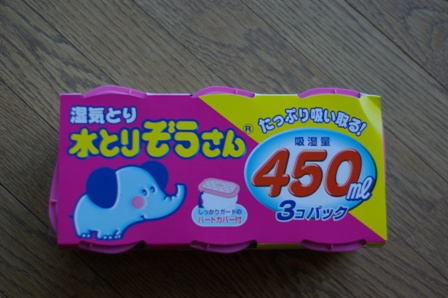 湿気とり
水とりぞうさん®
たっぷり吸い取る!
吸湿量
450ml
3コパック
しっかりガードの
ハードカバー付